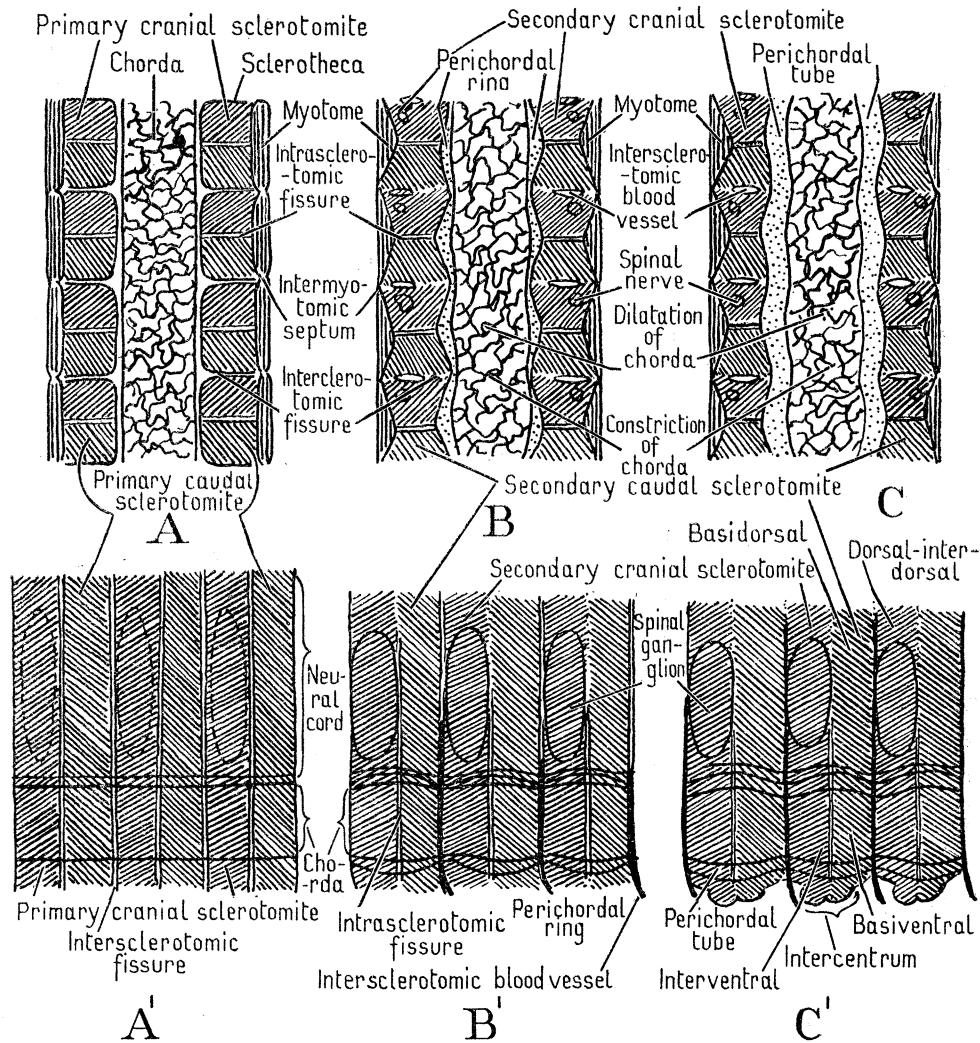 Primary cranial sclerotomite
Secondary cranial sclerotomite
Chorda
Sclerotheca
Perichordal
ring
Perichordal
tube
Myotome
Intrasclero-
-tomic
fissure
Intermyo-
tomic
septum
Interclero-
tomic
fissure
Myotome
Intersclero-
-tomic
blood
vessel
Spinal
nerve
Dilatation
of
chorda
Constriction
of
chorda
Primary caudal
sclerotomite
Secondary caudal sclerotomite
A
B
C
Basidorsal
Dorsal-inter-
dorsal
Secondary cranial sclerotomite
Spinal
gan-
glion
Neu-
ral
cord
Cho-
-rda
Primary cranial sclerotomite
Intersclerotomic
fissure
Intrasclerotomic
fissure
Perichordal
ring
Intersclerotomic blood vessel
Perichordal
tube
Interventral
Basiventral
Intercentrum
A'
B'
C'